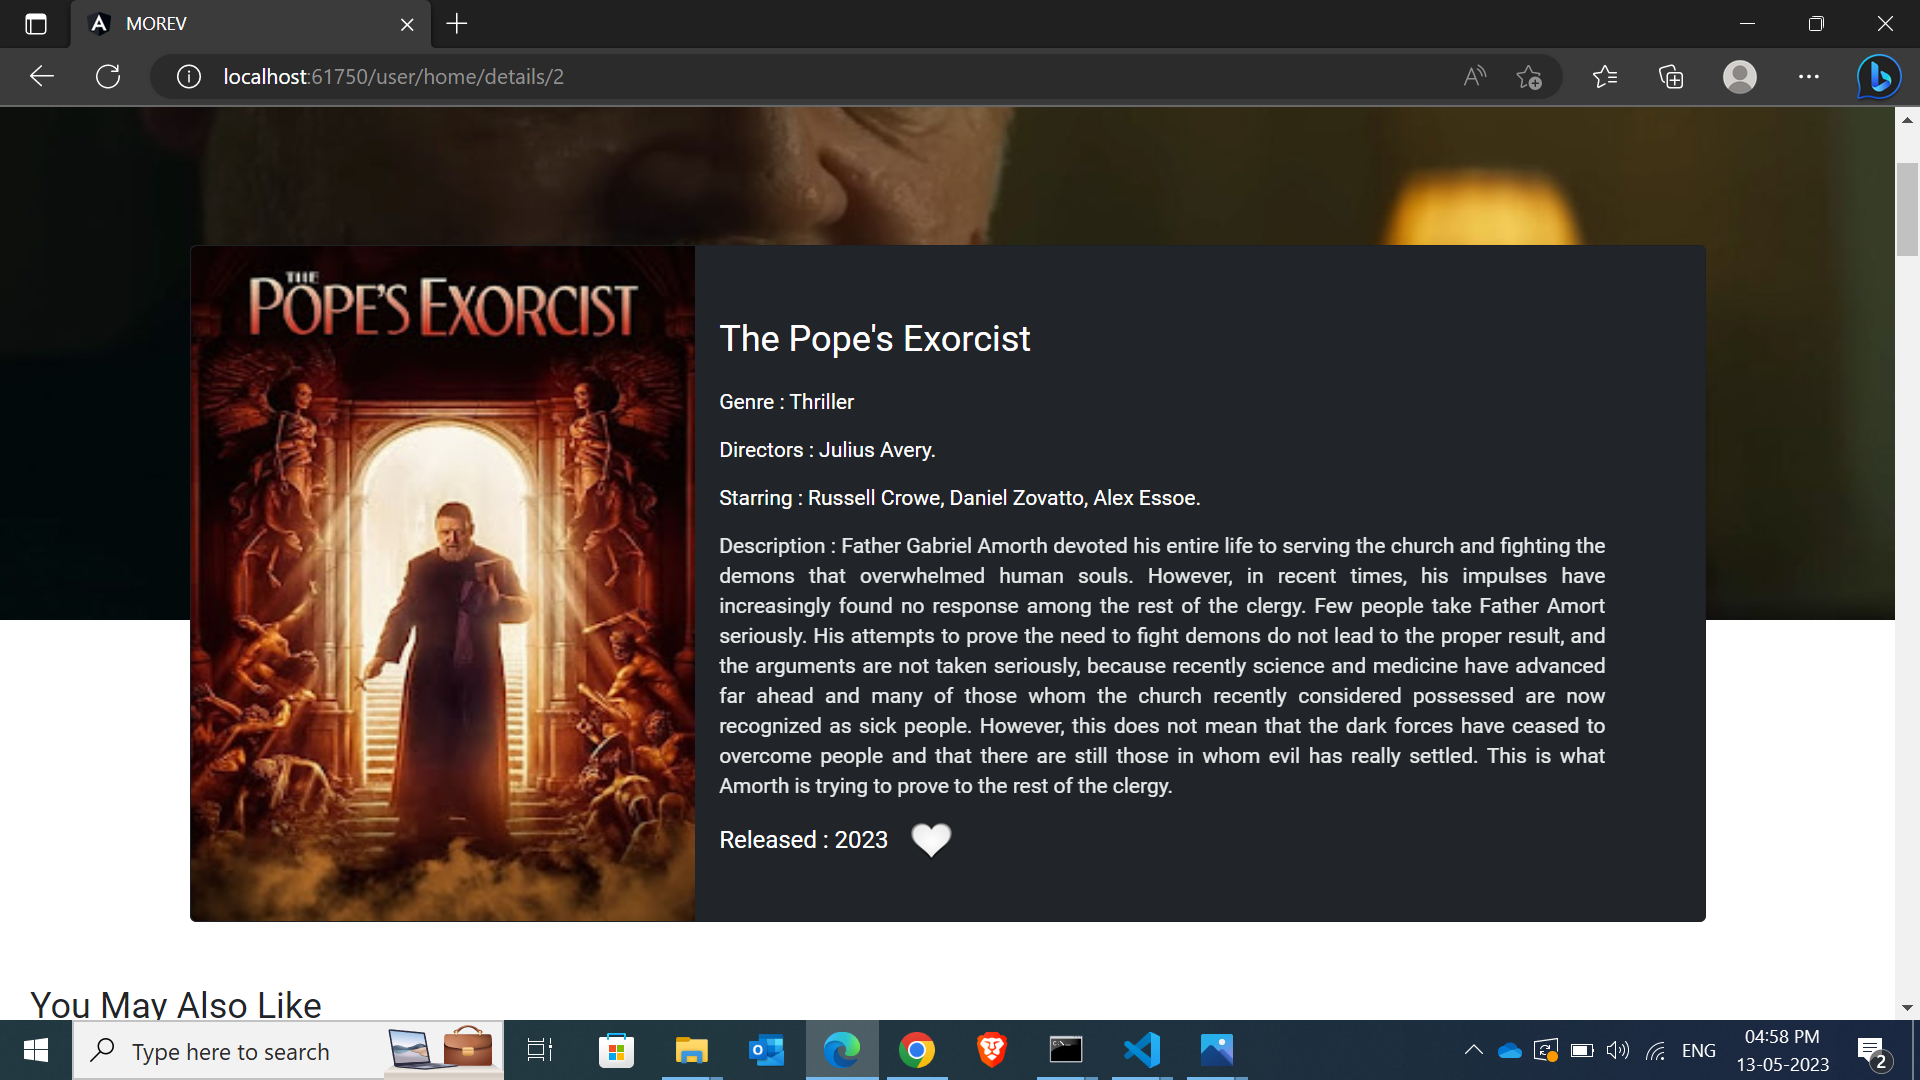 MOREV
localhost:61750/user/home/details/2
THE
POPE'S EXORCIST
The Pope's Exorcist
Genre : Thriller
Directors : Julius Avery.
Starring : Russell Crowe, Daniel Zovatto, Alex Essoe.
Description : Father Gabriel Amorth devoted his entire life to serving the church and fighting the
demons that overwhelmed human souls. However, in recent times, his impulses have
increasingly found no response among the rest of the clergy. Few people take Father Amort
seriously. His attempts to prove the need to fight demons do not lead to the proper result, and
the arguments are not taken seriously, because recently science and medicine have advanced
far ahead and many of those whom the church recently considered possessed are now
recognized as sick people. However, this does not mean that the dark forces have ceased to
overcome people and that there are still those in whom evil has really settled. This is what
Amorth is trying to prove to the rest of the clergy.
Released : 2023
You May Also Like
Type here to search
ENG
04:58 PM
13-05-2023
2